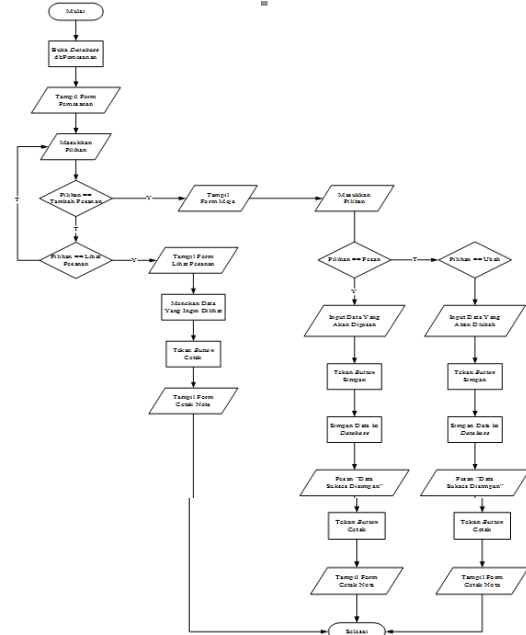 Mulai
Buka Database
dbPemesanan
Tampil Form
Pemesanan
Masukkan
Pilihan
Pilihan ==
Tambah Pesanan
Y
Tampil
Form Meja
Masukkan
Pilihan
T
T
Pilihan == Lihat
Pesanan
Y
Tampil Form
Lihat Pesanan
Pilihan == Pesan
T
Pilihan == Ubah
Y
Menekan Data
Yang Ingin Dilihat
Input Data Yang
Akan Dipesan
Input Data Yang
Akan Diubah
Tekan Button
Cetak
Tekan Button
Simpan
Tekan Button
Simpan
Tampil Form
Cetak Nota
Simpan Data ke
Database
Simpan Data ke
Database
Pesan "Data
Sukses Disimpan"
Pesan "Data
Sukses Disimpan"
Tekan Button
Cetak
Tekan Button
Cetak
Tampil Form
Cetak Nota
Tampil Form
Cetak Nota
Selesai